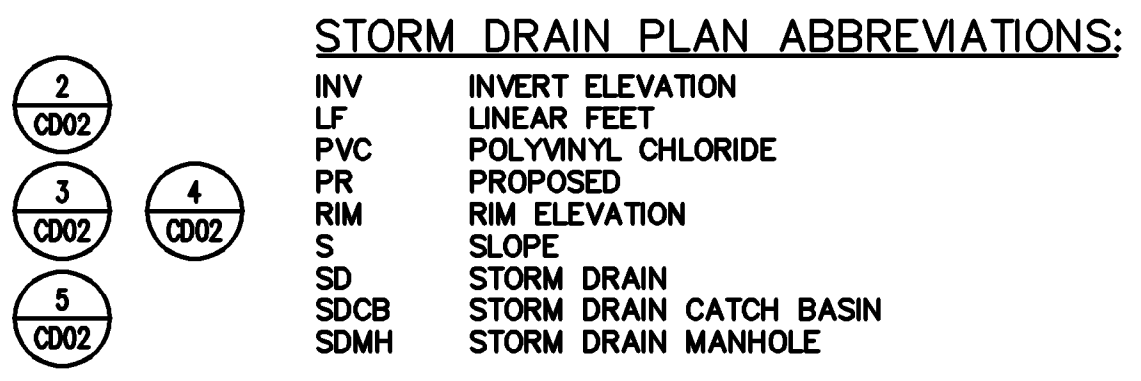 2
CD02
3
CD02
4
CD02
5
CD02
STORM DRAIN PLAN ABBREVIATIONS:
INV INVERT ELEVATION
LF LINEAR FEET
PVC POLYVINYL CHLORIDE
PR PROPOSED
RIM RIM ELEVATION
S SLOPE
SD STORM DRAIN
SDCB STORM DRAIN CATCH BASIN
SDMH STORM DRAIN MANHOLE